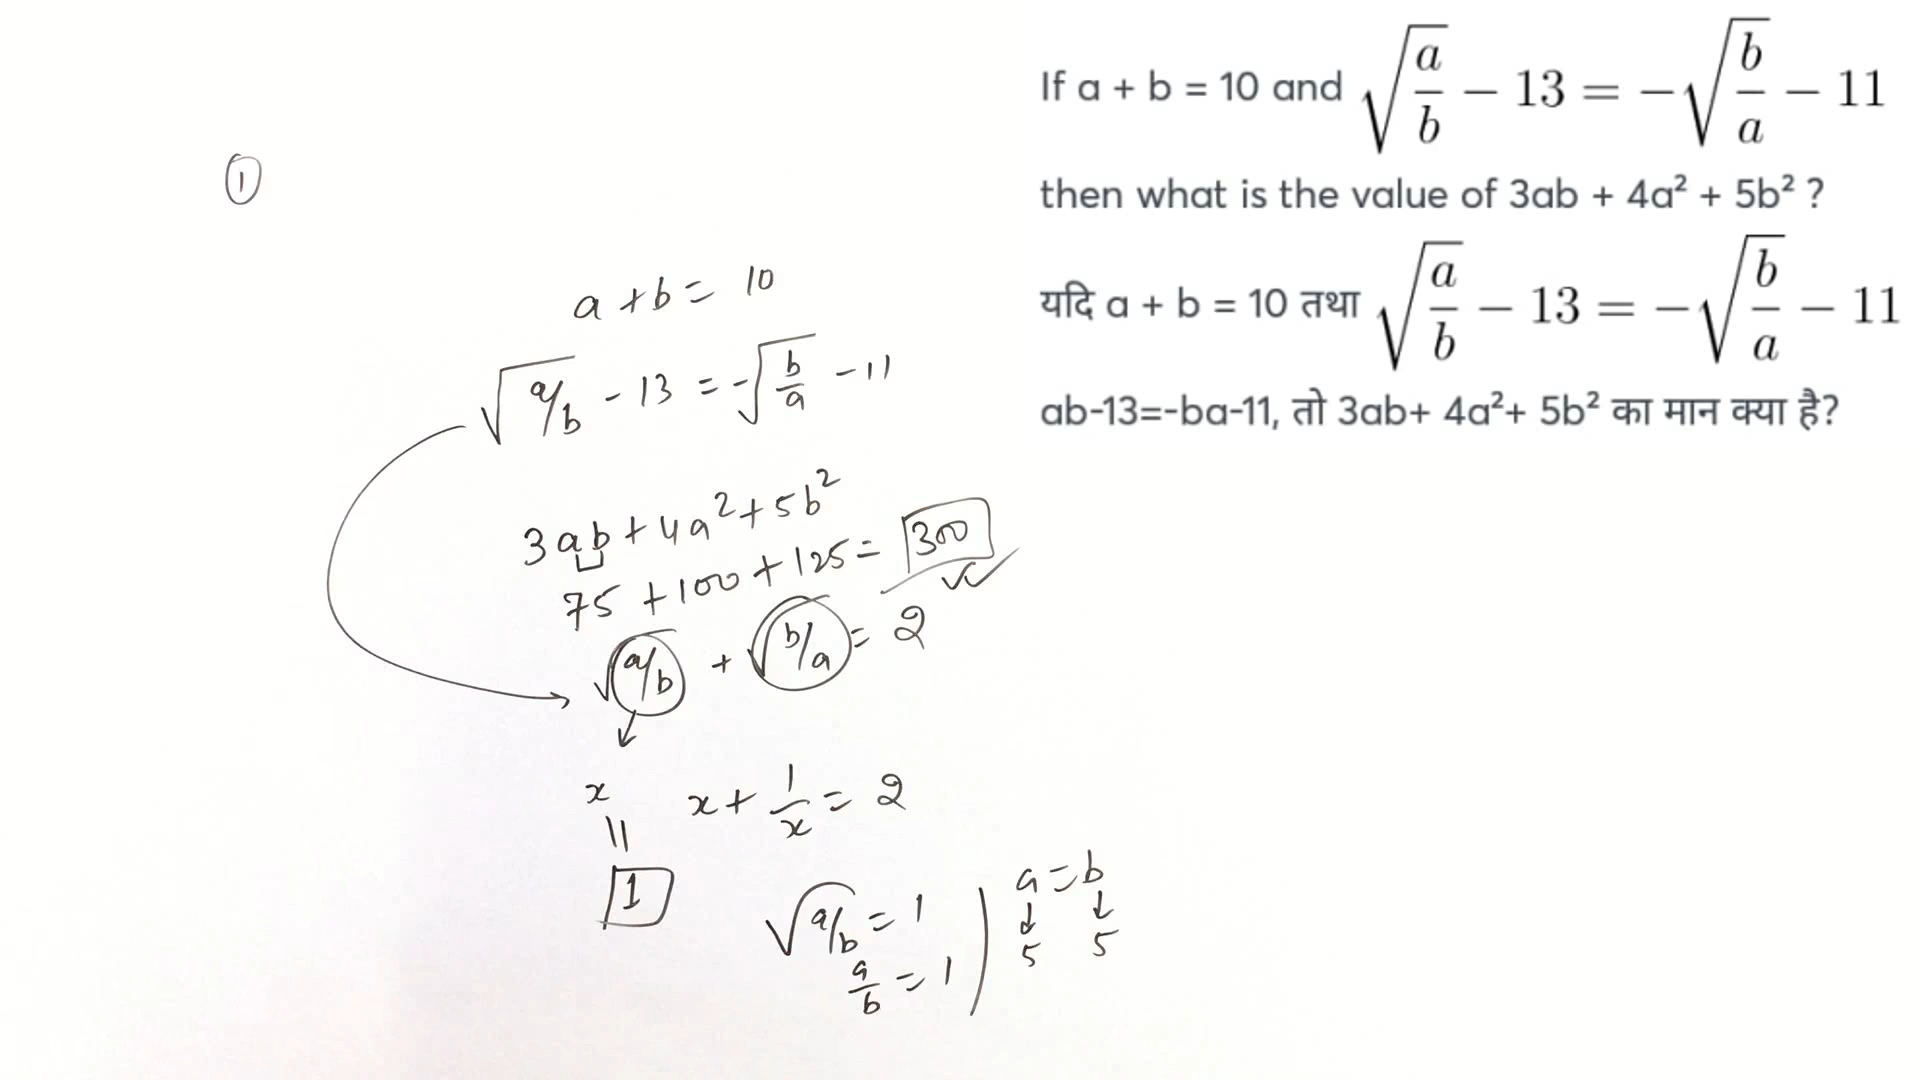 If a + b = 10 and √(a/b) − 13 = −√(b/a) − 11
then what is the value of 3ab + 4a² + 5b² ?
यदि a + b = 10 तथा √(a/b) − 13 = −√(b/a) − 11
ab-13=-ba-11, तो 3ab+ 4a²+ 5b² का मान क्या है?
①
a + b = 10
√(a/b) - 13 = -√(b/a) - 11
3ab + 4a² + 5b²
75 + 100 + 125 = 300
√(a/b) + √(b/a) = 2
x x + 1/x = 2
||
1
√(a/b) = 1
a/b = 1
a = b
5 5